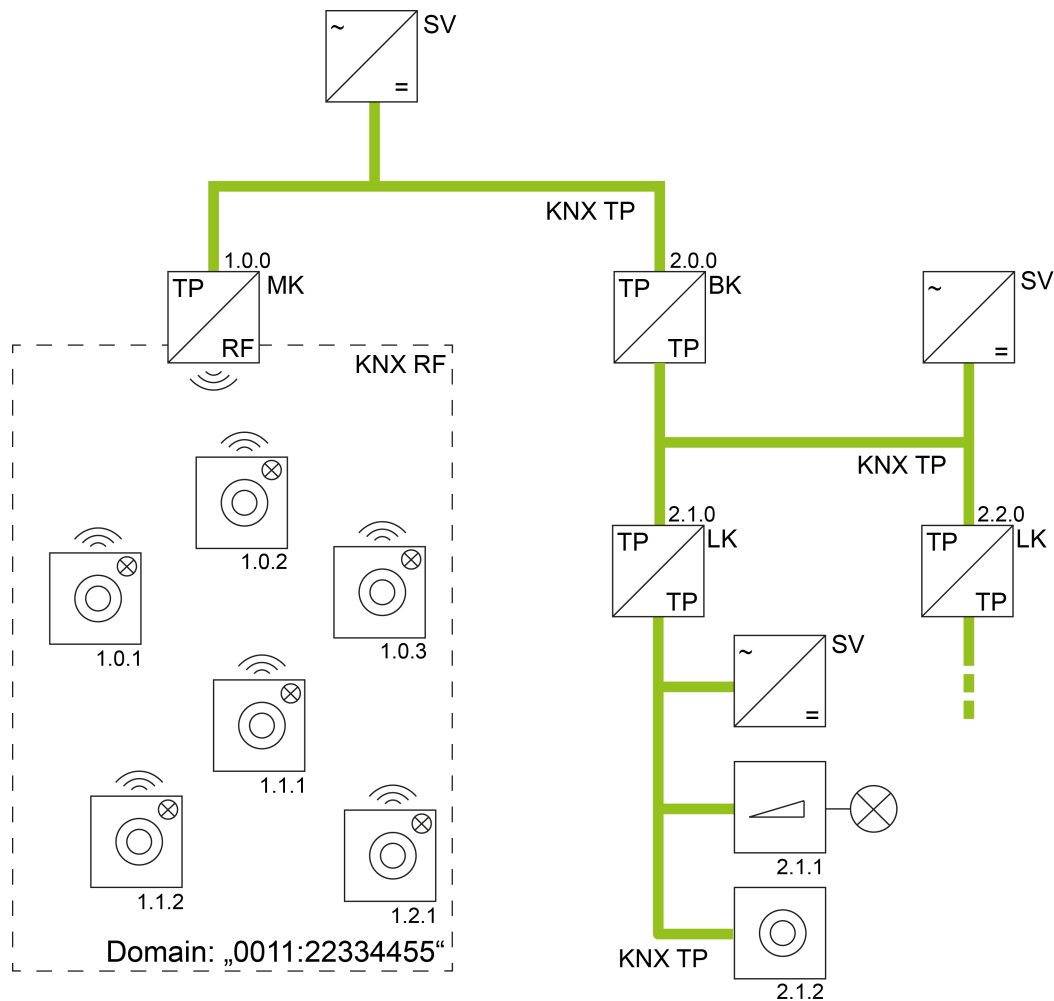 ~
=
SV
KNX TP
1.0.0
TP
RF
MK
2.0.0
TP
TP
BK
~
=
SV
KNX RF
KNX TP
1.0.2
1.0.1
1.0.3
2.1.0
TP
TP
LK
2.2.0
TP
TP
LK
~
=
SV
1.1.1
1.1.2
1.2.1
2.1.1
Domain: „0011:22334455“
KNX TP
2.1.2